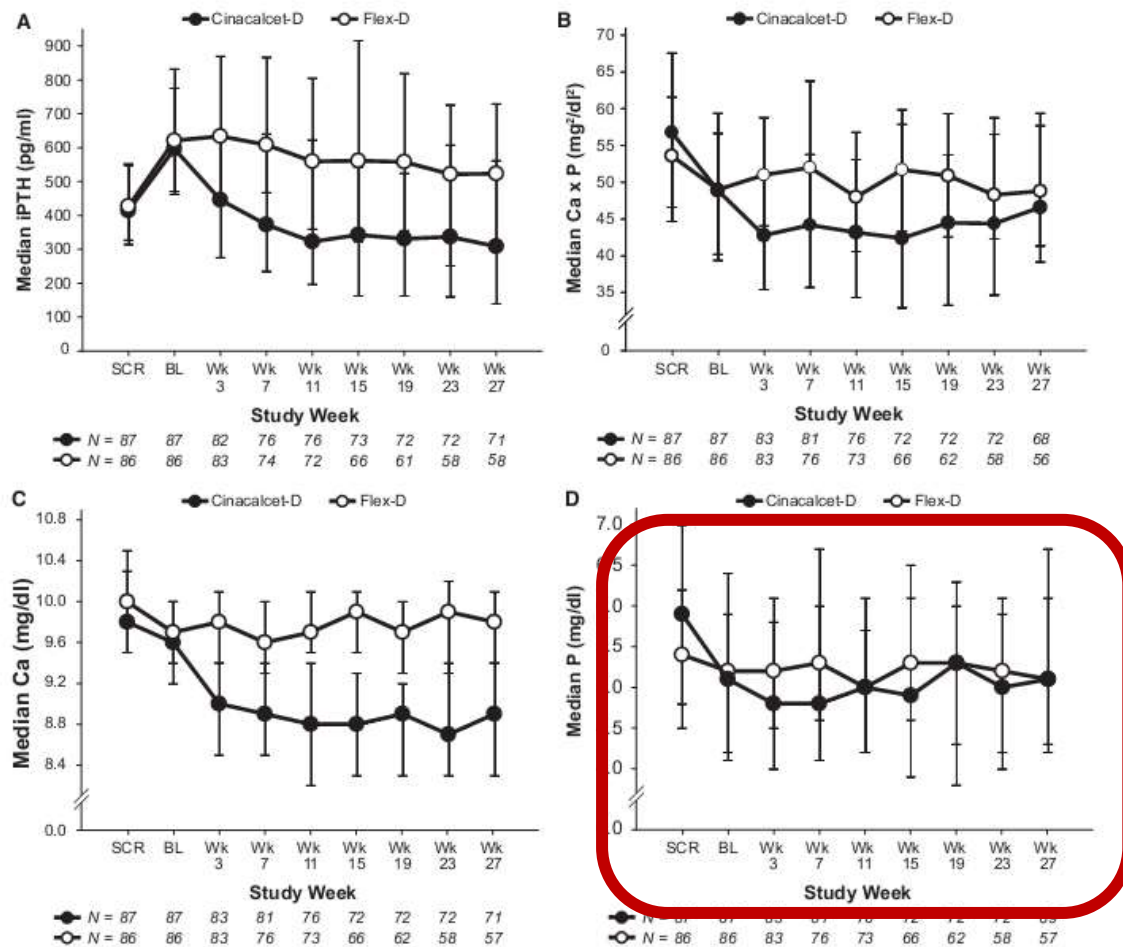 A
Cinacalcet-D Flex-D
Median iPTH (pg/ml)
900
800
700
600
500
400
300
200
100
0
SCR BL Wk Wk Wk Wk Wk Wk Wk
3 7 11 15 19 23 27
Study Week
N = 87 87 82 76 76 73 72 72 71
N = 86 86 83 74 72 66 61 58 58
B
Cinacalcet-D Flex-D
Median Ca x P (mg²/dl²)
70
65
60
55
50
45
40
35
0
SCR BL Wk Wk Wk Wk Wk Wk Wk
3 7 11 15 19 23 27
Study Week
N = 87 87 83 81 76 72 72 72 68
N = 86 86 83 76 73 66 62 58 56
C
Cinacalcet-D Flex-D
Median Ca (mg/dl)
10.8
10.4
10.0
9.6
9.2
8.8
8.4
0.0
SCR BL Wk Wk Wk Wk Wk Wk Wk
3 7 11 15 19 23 27
Study Week
N = 87 87 83 81 76 72 72 72 71
N = 86 86 83 76 73 66 62 58 57
D
Cinacalcet-D Flex-D
Median P (mg/dl)
7.0
SCR BL Wk Wk Wk Wk Wk Wk Wk
3 7 11 15 19 23 27
Study Week
N = 86 86 83 76 73 66 62 58 57